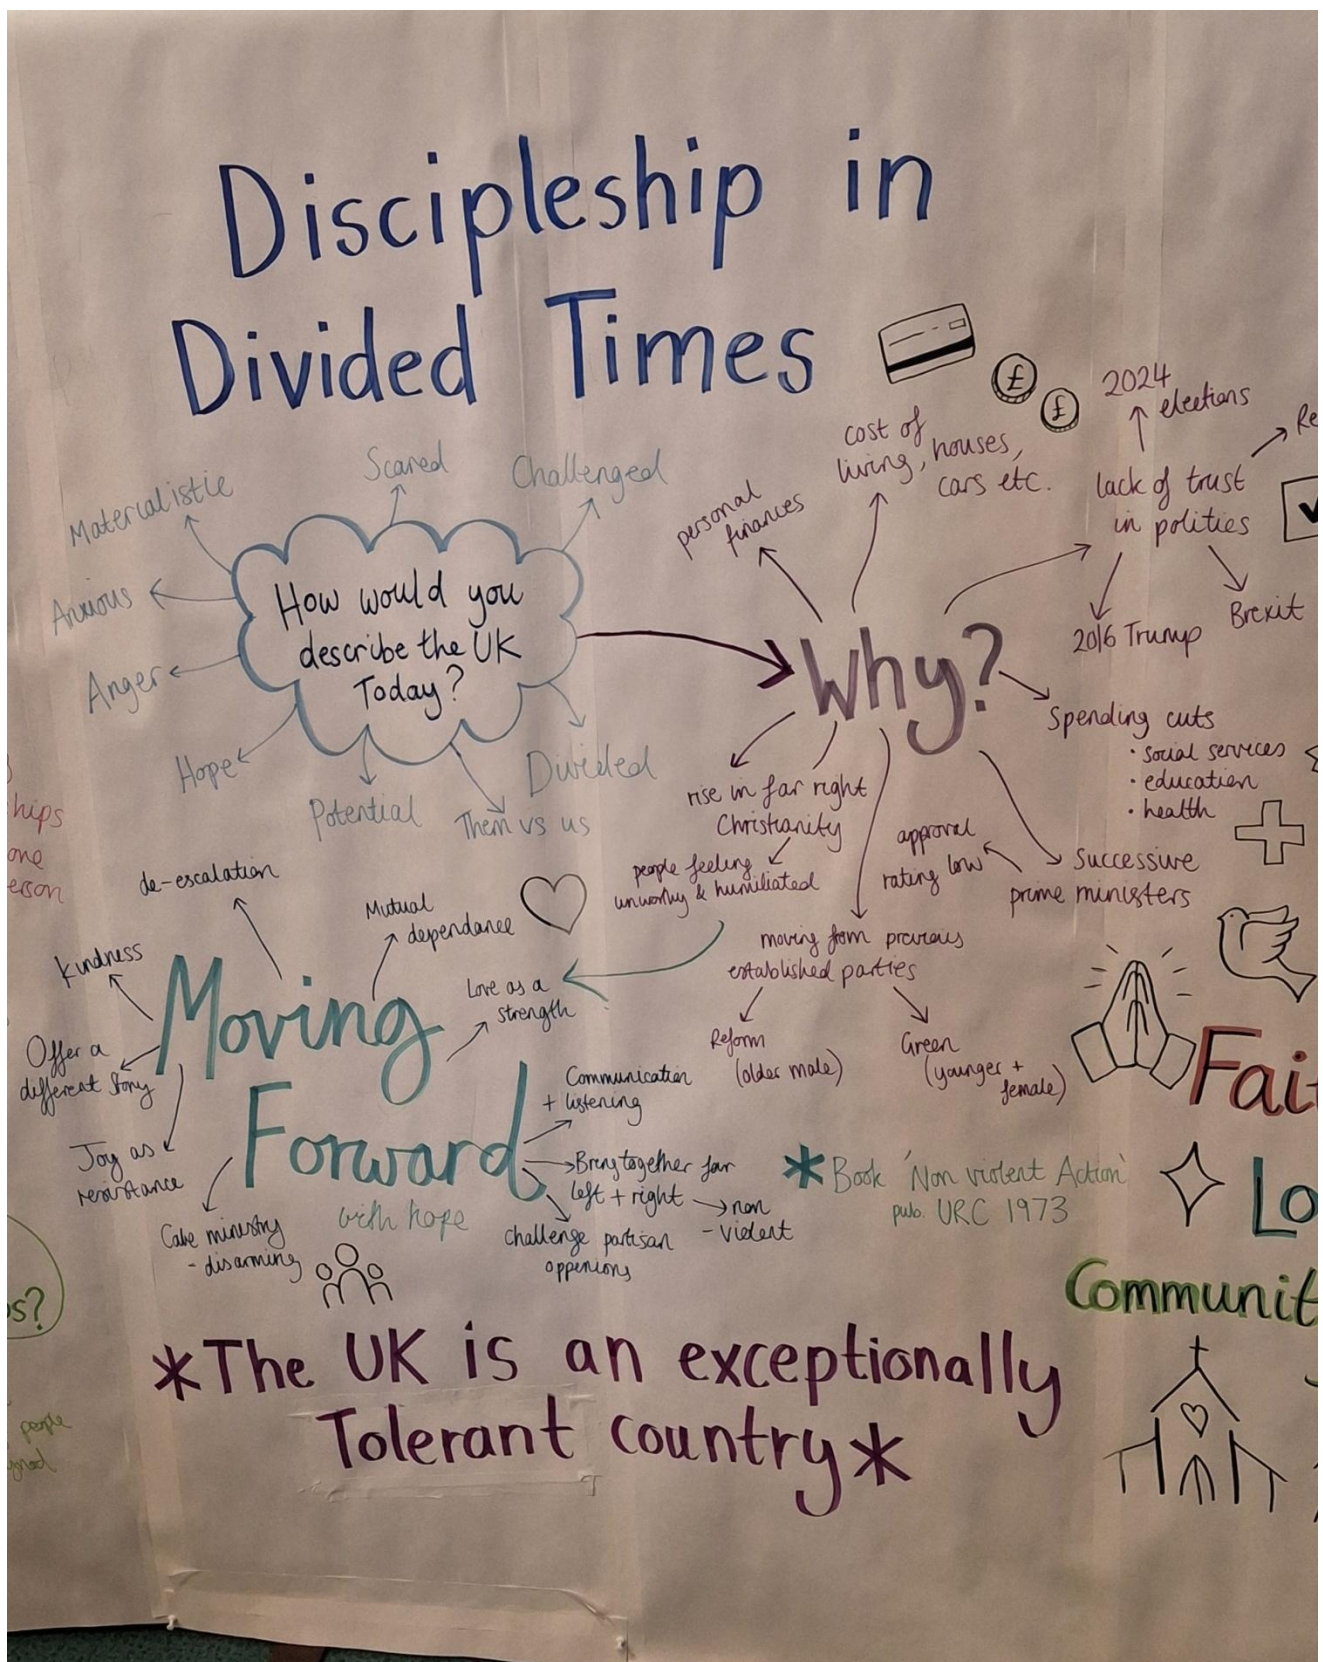 Discipleship in
Divided Times
How would you
describe the UK
Today?
Materialistic
Scared
Challenged
Anxious
Anger
Hope
Potential
Them vs us
Divided
Why?
personal
finances
cost of
living, houses,
cars etc.
lack of trust
in politics
2024
elections
Re
2016 Trump
Brexit
Spending cuts
· social services
· education
· health
Successive
prime ministers
approval
rating low
rise in far right
Christianity
people feeling
unworthy & humiliated
moving from previous
established parties
Reform
(older male)
Green
(younger +
female)
Moving
Forward
with hope
de-escalation
Mutual
dependance
Love as a
strength
kindness
Offer a
different story
Joy as
resistance
Cake ministry
- disarming
Communication
+ listening
Bring together far
left + right
non
- violent
challenge partisan
oppenions
* Book 'Non violent Action'
pub. URC 1973
*The UK is an exceptionally
Tolerant country*
hips
one
erson
s?
people
Fai
Lo
Communit
£
£